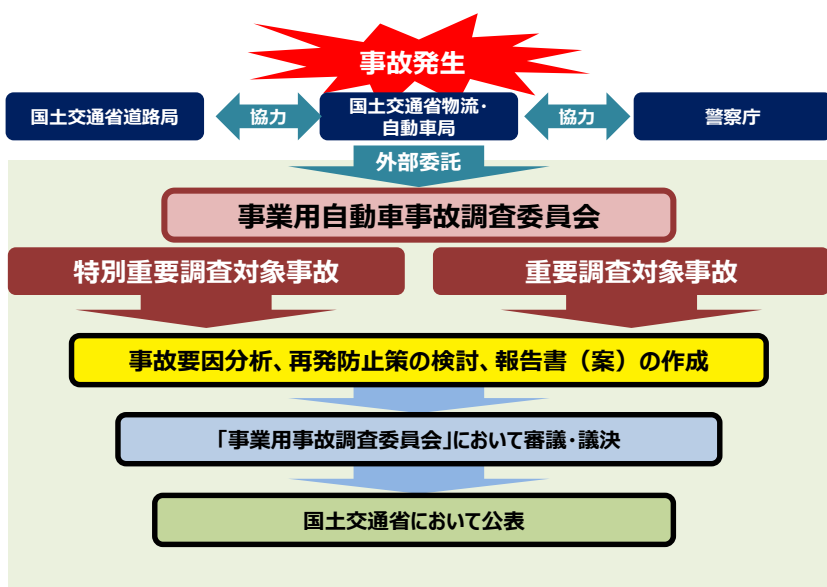 事故発生
国土交通省道路局
協力
国土交通省物流・
自動車局
協力
警察庁
外部委託
事業用自動車事故調査委員会
特別重要調査対象事故
重要調査対象事故
事故要因分析、再発防止策の検討、報告書（案）の作成
「事業用事故調査委員会」において審議・議決
国土交通省において公表